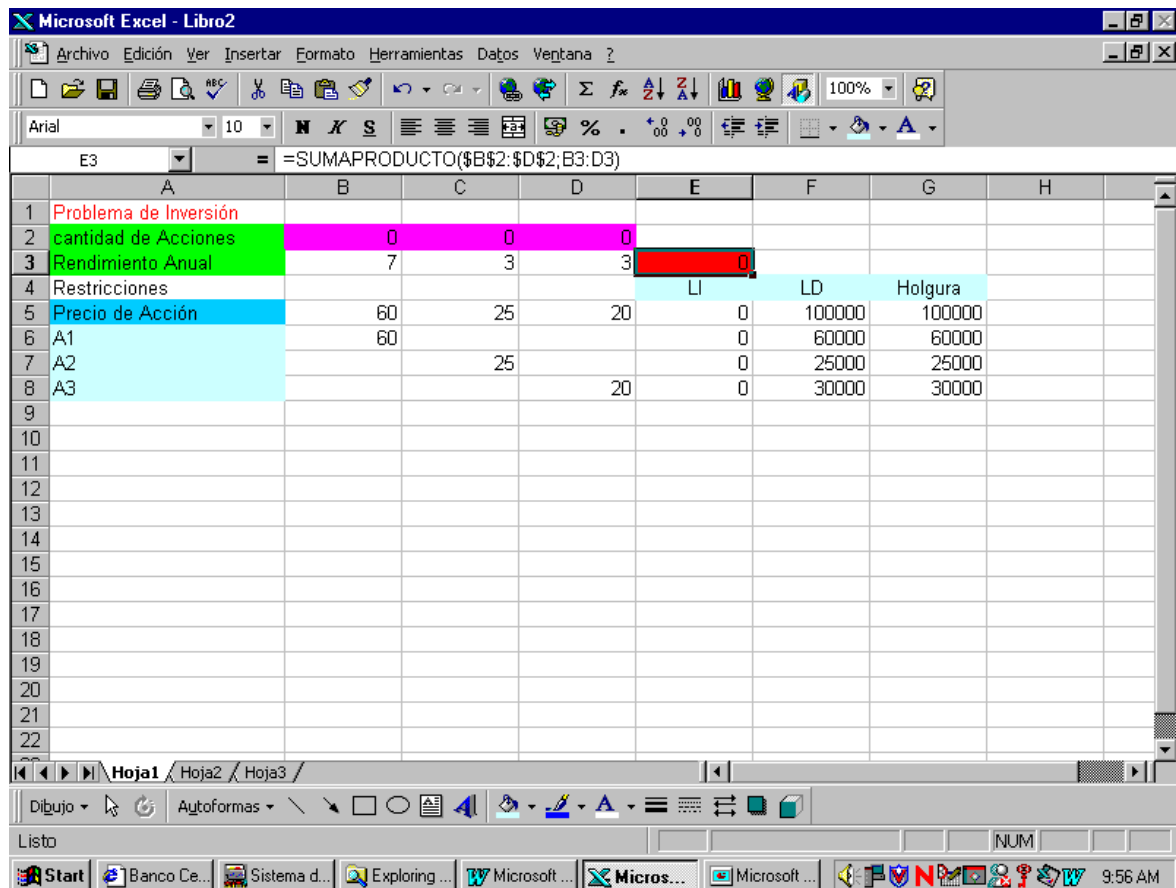 Microsoft Excel - Libro2
Archivo Edición Ver Insertar Formato Herramientas Datos Ventana ?
100%
Arial 10 N K S % .
E3 = =SUMAPRODUCTO($B$2:$D$2;B3:D3)
A B C D E F G H
1 Problema de Inversión
2 cantidad de Acciones 0 0 0
3 Rendimiento Anual 7 3 3 0
4 Restricciones LI LD Holgura
5 Precio de Acción 60 25 20 0 100000 100000
6 A1 60 0 60000 60000
7 A2 25 0 25000 25000
8 A3 20 0 30000 30000
9
10
11
12
13
14
15
16
17
18
19
20
21
22
Hoja1 Hoja2 Hoja3
Dibujo Autoformas
Listo NUM
Start Banco Ce... Sistema d... Exploring ... Microsoft ... Micros... Microsoft ... 9:56 AM